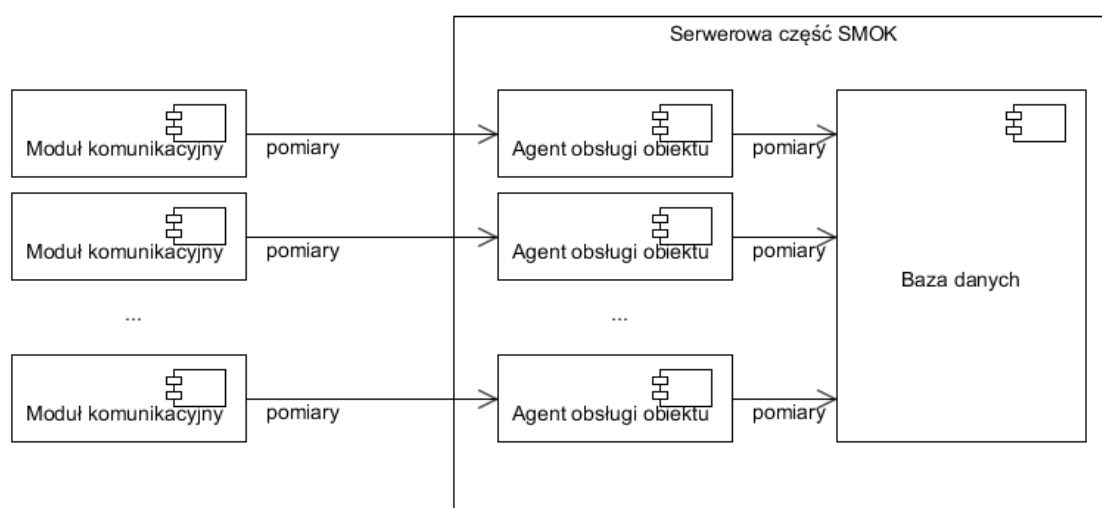 Serwerowa część SMOK
Moduł komunikacyjny
pomiary
Agent obsługi obiektu
pomiary
Moduł komunikacyjny
pomiary
Agent obsługi obiektu
pomiary
Baza danych
...
...
Moduł komunikacyjny
pomiary
Agent obsługi obiektu
pomiary